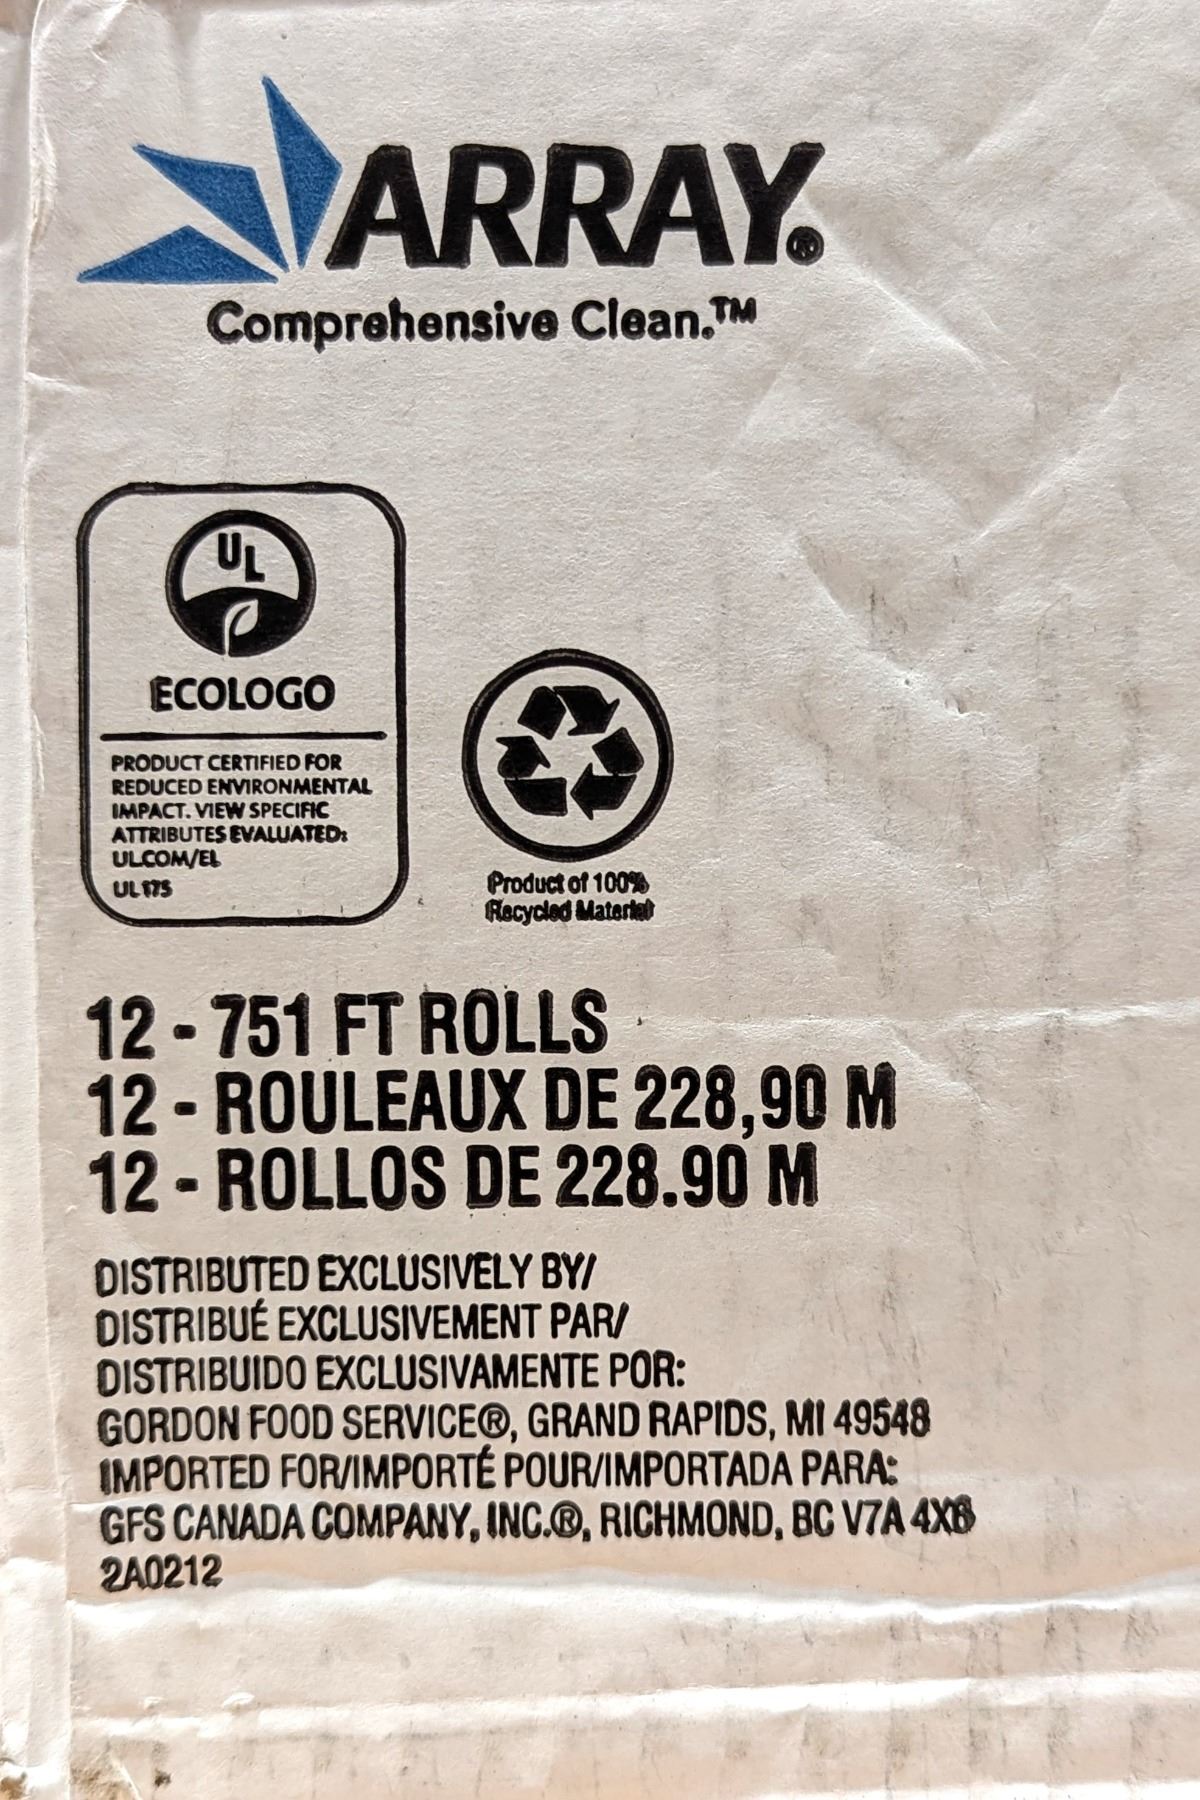 ARRAY®
Comprehensive Clean.™
UL
ECOLOGO
PRODUCT CERTIFIED FOR
REDUCED ENVIRONMENTAL
IMPACT. VIEW SPECIFIC
ATTRIBUTES EVALUATED:
UL.COM/EL
UL 175
Product of 100%
Recycled Material
12 - 751 FT ROLLS
12 - ROULEAUX DE 228,90 M
12 - ROLLOS DE 228.90 M
DISTRIBUTED EXCLUSIVELY BY/
DISTRIBUÉ EXCLUSIVEMENT PAR/
DISTRIBUIDO EXCLUSIVAMENTE POR:
GORDON FOOD SERVICE®, GRAND RAPIDS, MI 49548
IMPORTED FOR/IMPORTÉ POUR/IMPORTADA PARA:
GFS CANADA COMPANY, INC.®, RICHMOND, BC V7A 4X6
2A0212